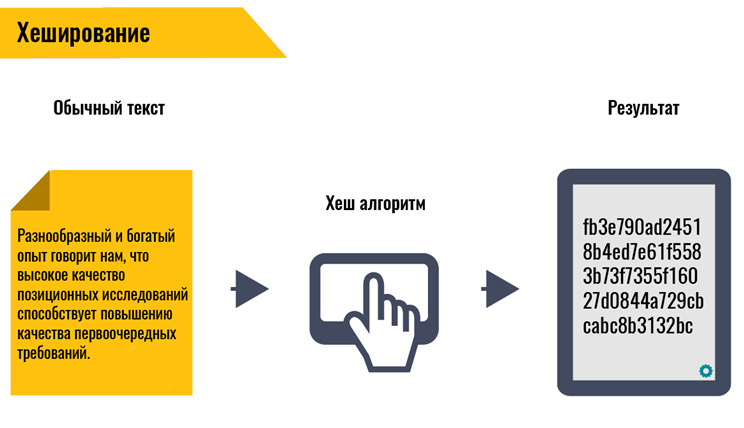 Хеширование
Обычный текст
Результат
Хеш алгоритм
Разнообразный и богатый
опыт говорит нам, что
высокое качество
позиционных исследований
способствует повышению
качества первоочередных
требований.
fb3e790ad2451
8b4ed7e61f558
3b73f7355f160
27d0844a729cb
cabc8b3132bc